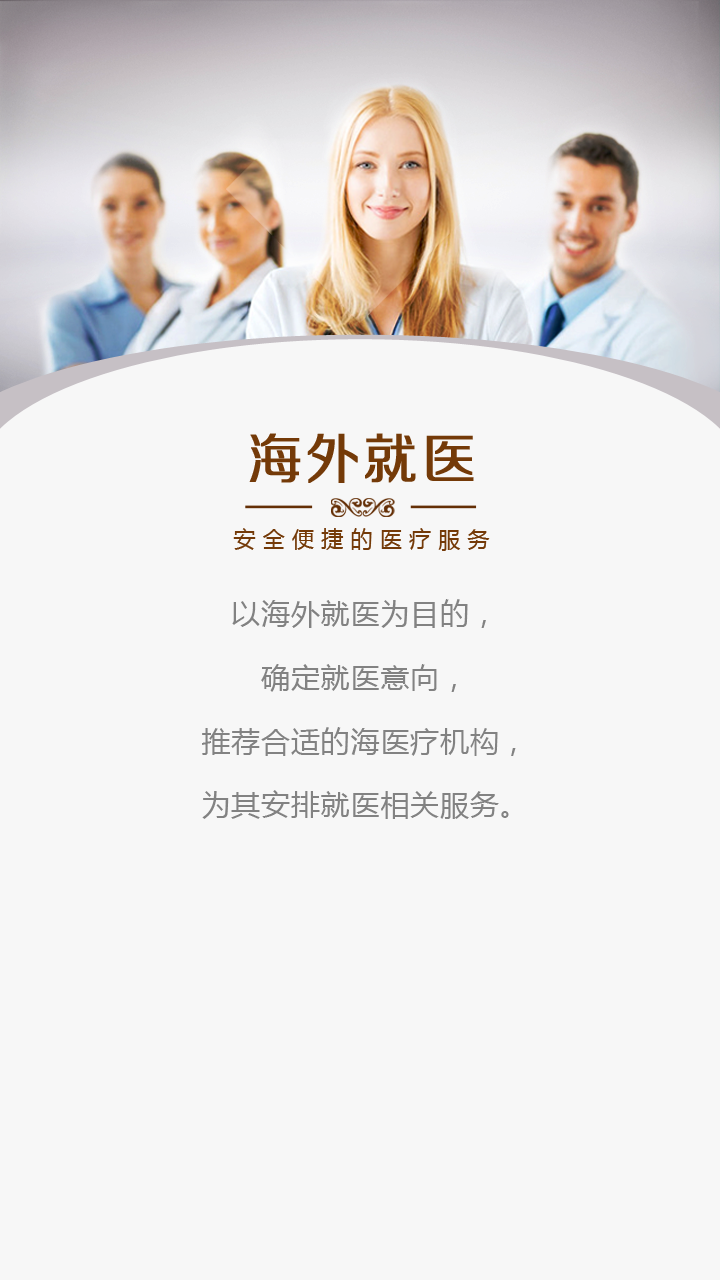 海外就医
安全便捷的医疗服务
以海外就医为目的，
确定就医意向，
推荐合适的海医疗机构，
为其安排就医相关服务。